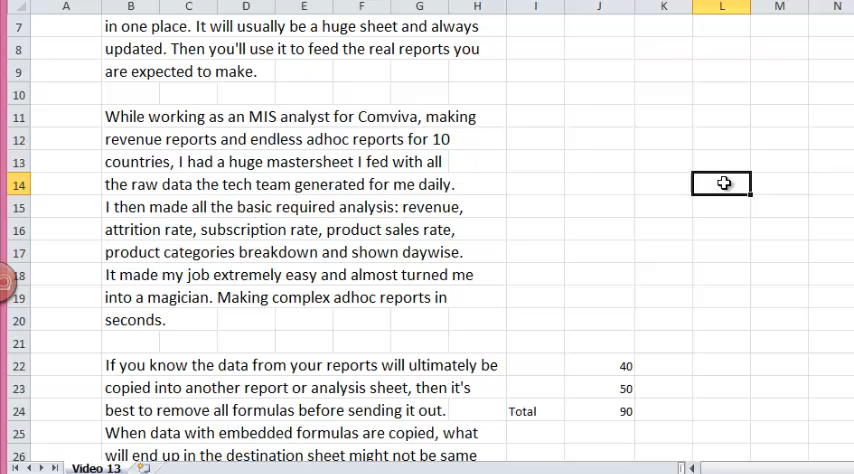 A B C D E F G H I J K L M N
7 in one place. It will usually be a huge sheet and always
8 updated. Then you'll use it to feed the real reports you
9 are expected to make.
10
11 While working as an MIS analyst for Comviva, making
12 revenue reports and endless adhoc reports for 10
13 countries, I had a huge mastersheet I fed with all
14 the raw data the tech team generated for me daily.
15 I then made all the basic required analysis: revenue,
16 attrition rate, subscription rate, product sales rate,
17 product categories breakdown and shown daywise.
18 It made my job extremely easy and almost turned me
19 into a magician. Making complex adhoc reports in
20 seconds.
21
22 If you know the data from your reports will ultimately be 40
23 copied into another report or analysis sheet, then it's 50
24 best to remove all formulas before sending it out. Total 90
25 When data with embedded formulas are copied, what
26 will end up in the destination sheet might not be same
Video 13